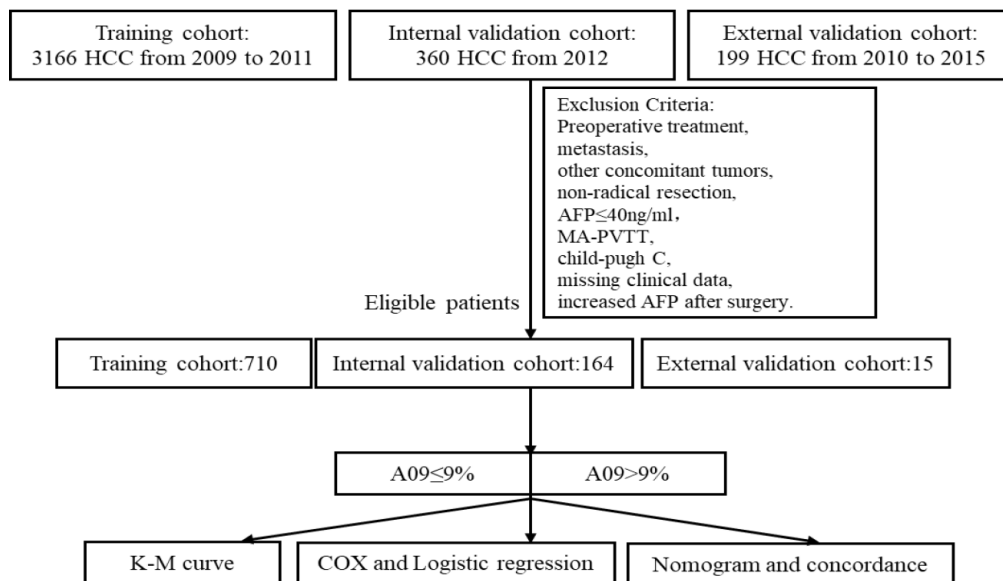 Training cohort:
3166 HCC from 2009 to 2011
Internal validation cohort:
360 HCC from 2012
External validation cohort:
199 HCC from 2010 to 2015
Exclusion Criteria:
Preoperative treatment,
metastasis,
other concomitant tumors,
non-radical resection,
AFP≤40ng/ml，
MA-PVTT,
child-pugh C,
missing clinical data,
increased AFP after surgery.
Eligible patients
Training cohort:710
Internal validation cohort:164
External validation cohort:15
A09≤9%
A09>9%
K-M curve
COX and Logistic regression
Nomogram and concordance